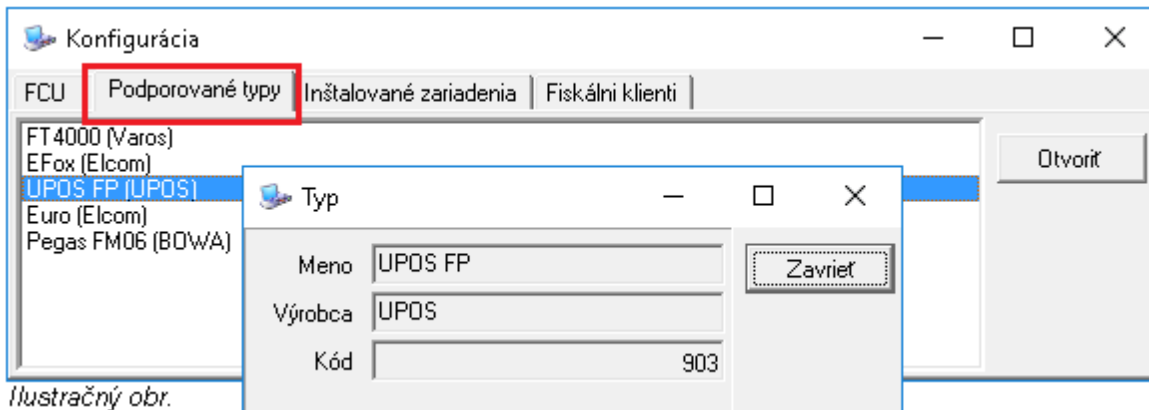 Konfigurácia
FCU Podporované typy Inštalované zariadenia Fiskálni klienti
FT4000 (Varos)
EFox (Elcom)
UPOS FP (UPOS)
Euro (Elcom)
Pegas FM06 (BOWA)
Otvoriť
Typ
Meno UPOS FP
Výrobca UPOS
Kód 903
Zavrieť
Ilustračný obr.